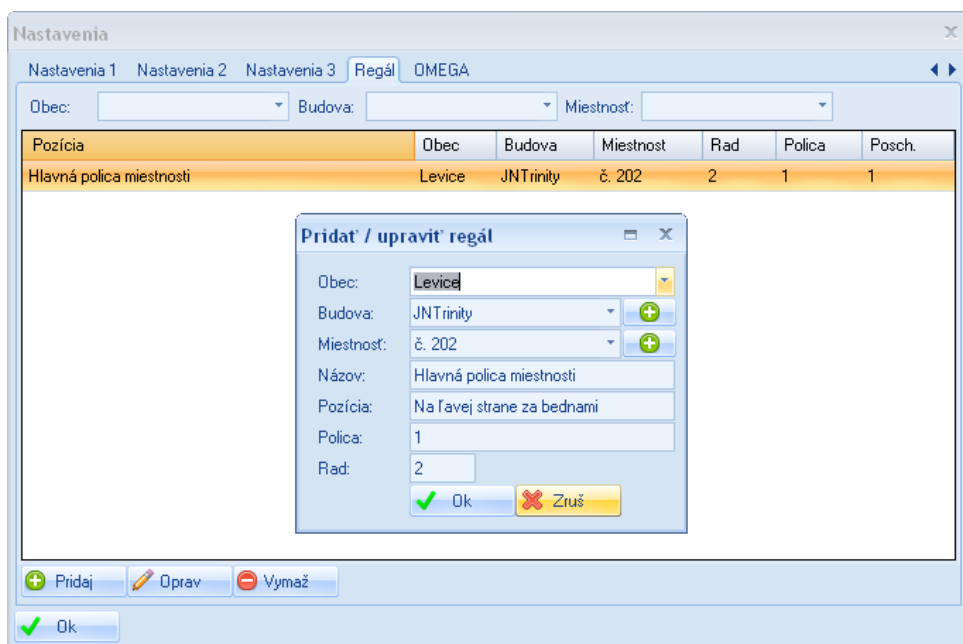 Nastavenia
Nastavenia 1 Nastavenia 2 Nastavenia 3 Regál OMEGA
Obec: Budova: Miestnosť:
Pozícia Obec Budova Miestnost Rad Polica Posch.
Hlavná polica miestnosti Levice JNTrinity č. 202 2 1 1
Pridať / upraviť regál
Obec: Levice
Budova: JNTrinity
Miestnosť: č. 202
Názov: Hlavná polica miestnosti
Pozícia: Na ľavej strane za bednami
Polica: 1
Rad: 2
Ok Zruš
Pridaj Oprav Vymaž
Ok